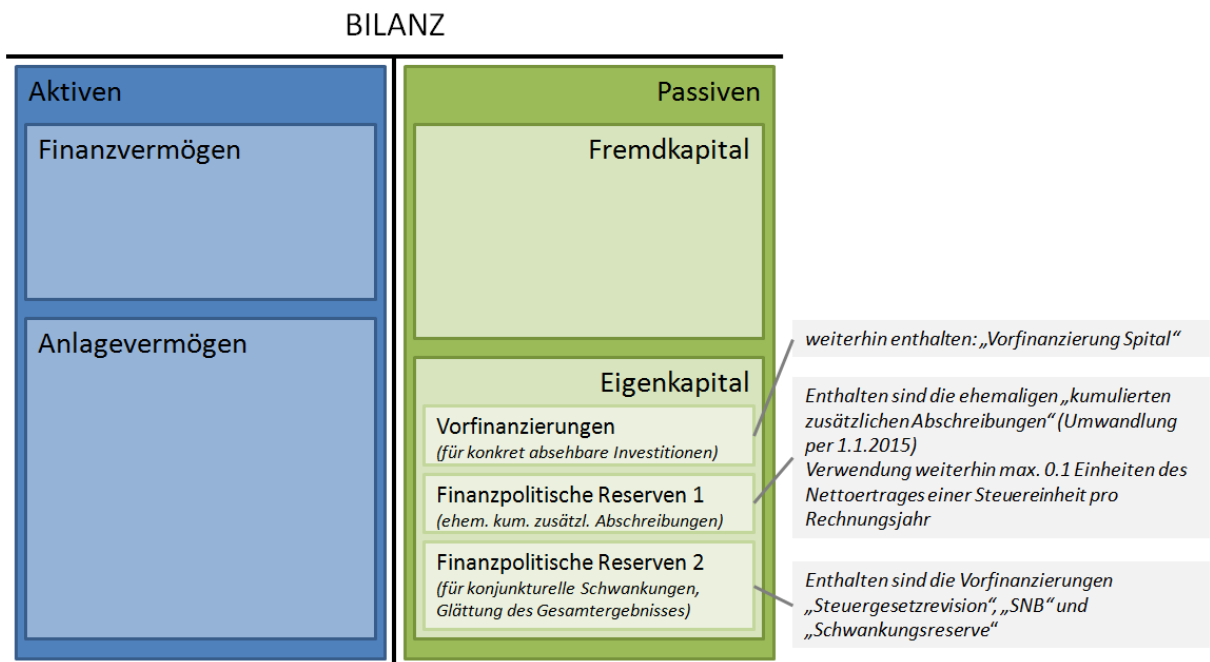 BILANZ
Aktiven
Finanzvermögen
Anlagevermögen
Passiven
Fremdkapital
Eigenkapital
Vorfinanzierungen
(für konkret absehbare Investitionen)
Finanzpolitische Reserven 1
(ehem. kum. zusätzl. Abschreibungen)
Finanzpolitische Reserven 2
(für konjunkturelle Schwankungen,
Glättung des Gesamtergebnisses)
weiterhin enthalten: „Vorfinanzierung Spital“
Enthalten sind die ehemaligen „kumulierten
zusätzlichen Abschreibungen“ (Umwandlung
per 1.1.2015)
Verwendung weiterhin max. 0.1 Einheiten des
Nettoertrages einer Steuereinheit pro
Rechnungsjahr
Enthalten sind die Vorfinanzierungen
„Steuergesetzrevision“, „SNB“ und
„Schwankungsreserve“